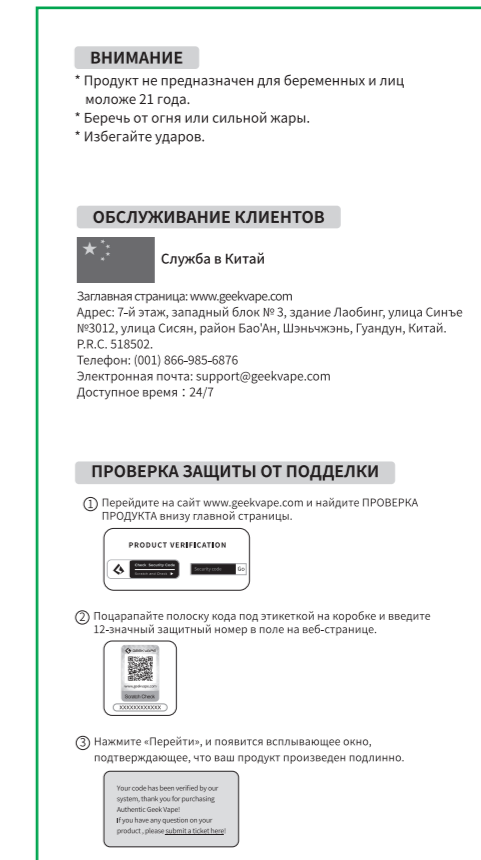 ВНИМАНИЕ
* Продукт не предназначен для беременных и лиц
моложе 21 года.
* Беречь от огня или сильной жары.
* Избегайте ударов.
ОБСЛУЖИВАНИЕ КЛИЕНТОВ
Служба в Китай
Заглавная страница: www.geekvape.com
Адрес: 7-й этаж, западный блок № 3, здание Лаобинг, улица Синъе
№3012, улица Сисян, район Бао'Ан, Шэньчжэнь, Гуандун, Китай.
P.R.C. 518502.
Телефон: (001) 866-985-6876
Электронная почта: support@geekvape.com
Доступное время：24/7
ПРОВЕРКА ЗАЩИТЫ ОТ ПОДДЕЛКИ
① Перейдите на сайт www.geekvape.com и найдите ПРОВЕРКА
ПРОДУКТА внизу главной страницы.
PRODUCT VERIFICATION
Check Security Code
Scratch and Check ▶
Security code Go
② Поцарапайте полоску кода под этикеткой на коробке и введите
12-значный защитный номер в поле на веб-странице.
GEEKVAPE
www.geekvape.com
Scratch Check
XXXXXXXXXXXX
③ Нажмите «Перейти», и появится всплывающее окно,
подтверждающее, что ваш продукт произведен подлинно.
Your code has been verified by our
system, thank you for purchasing
Authentic Geek Vape!
If you have any question on your
product , please submit a ticket here!